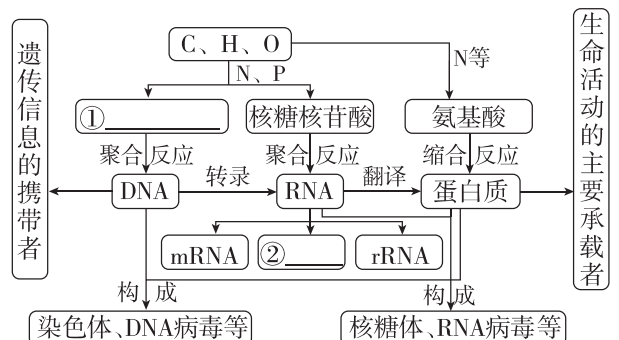 遗传信息的携带者
C、H、O
N等
N、P
生命活动的主要承载者
①
核糖核苷酸
氨基酸
聚合 反应
聚合 反应
缩合 反应
DNA
转录
RNA
翻译
蛋白质
mRNA
②
rRNA
构 成
构 成
染色体、DNA病毒等
核糖体、RNA病毒等